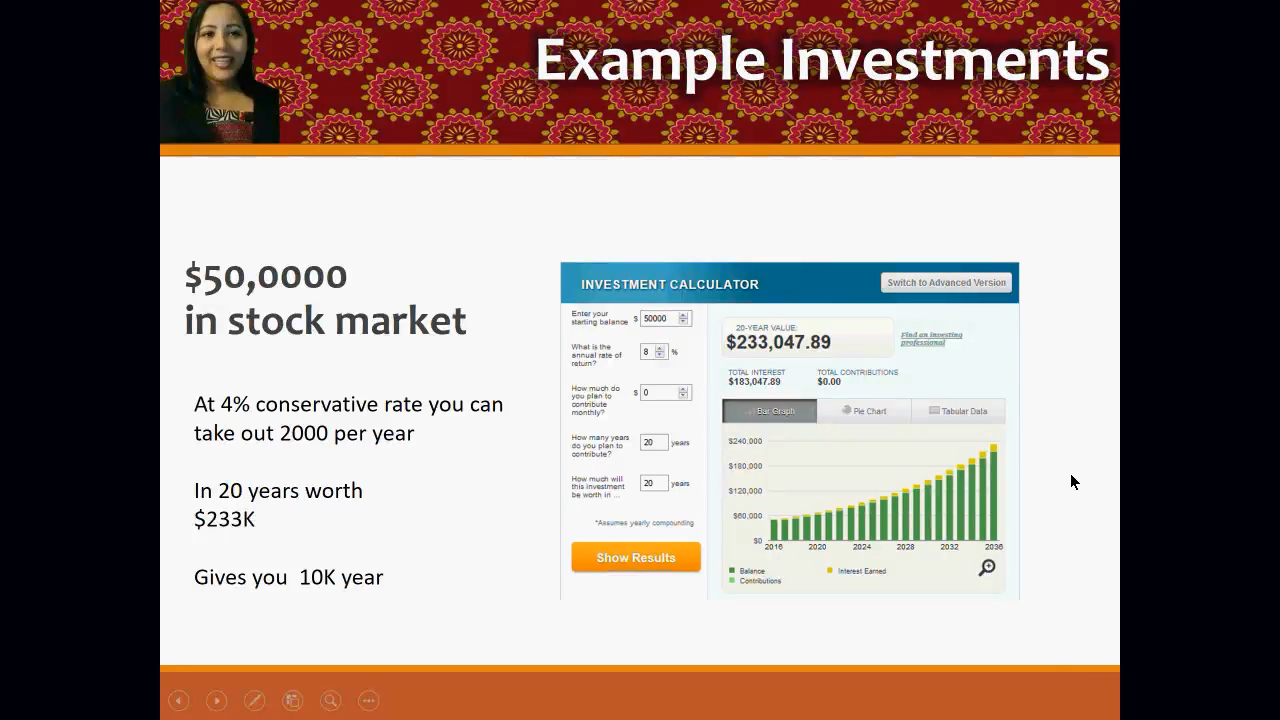 Example Investments
$50,0000
in stock market
At 4% conservative rate you can
take out 2000 per year
In 20 years worth
$233K
Gives you 10K year
INVESTMENT CALCULATOR
Switch to Advanced Version
Enter your
starting balance
$ 50000
What is the
annual rate of
return?
8 %
How much do
you plan to
contribute
monthly?
$ 0
How many years
do you plan to
contribute?
20 years
How much will
this investment
be worth in ...
20 years
*Assumes yearly compounding
Show Results
20-YEAR VALUE:
$233,047.89
Find an investing
professional
TOTAL INTEREST
$183,047.89
TOTAL CONTRIBUTIONS
$0.00
Bar Graph
Pie Chart
Tabular Data
$240,000
$180,000
$120,000
$60,000
$0
2016 2020 2024 2028 2032 2036
Balance
Interest Earned
Contributions